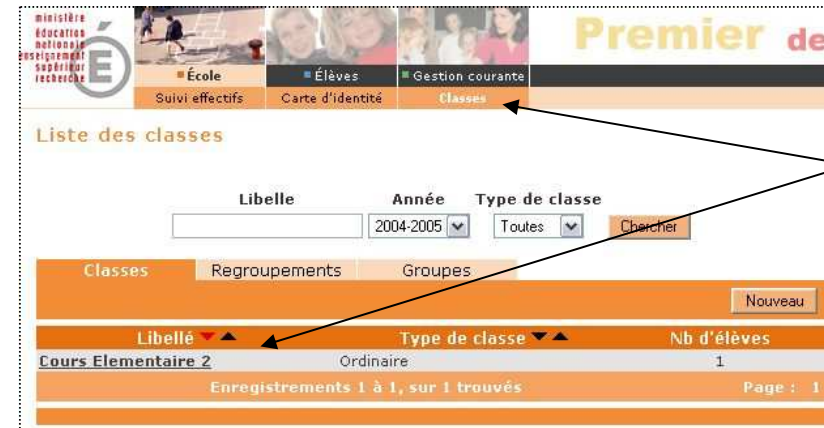 ministère
éducation
nationale
enseignement
supérieur
recherche
É
Premier de
École Élèves Gestion courante
Suivi effectifs Carte d'identité Classes
Liste des classes
Libelle Année Type de classe
2004-2005 Toutes Chercher
Classes Regroupements Groupes
Nouveau
Libellé Type de classe Nb d'élèves
Cours Elementaire 2 Ordinaire 1
Enregistrements 1 à 1, sur 1 trouvés Page : 1